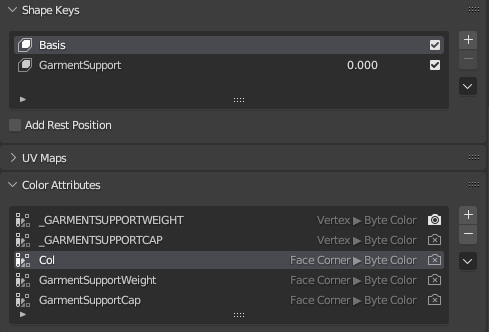 Shape Keys
Basis
GarmentSupport 0.000
Add Rest Position
UV Maps
Color Attributes
_GARMENTSUPPORTWEIGHT Vertex ▶ Byte Color
_GARMENTSUPPORTCAP Vertex ▶ Byte Color
Col Face Corner ▶ Byte Color
GarmentSupportWeight Face Corner ▶ Byte Color
GarmentSupportCap Face Corner ▶ Byte Color